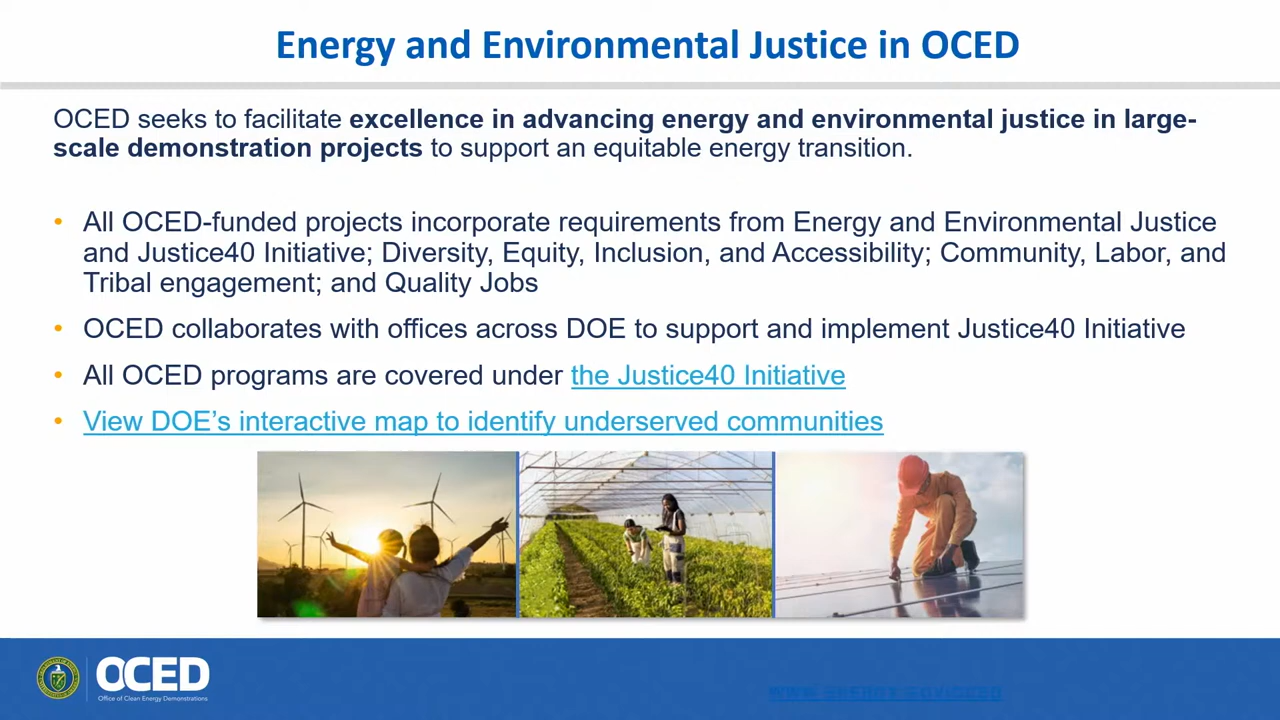 Energy and Environmental Justice in OCED
OCED seeks to facilitate excellence in advancing energy and environmental justice in large-
scale demonstration projects to support an equitable energy transition.
• All OCED-funded projects incorporate requirements from Energy and Environmental Justice
and Justice40 Initiative; Diversity, Equity, Inclusion, and Accessibility; Community, Labor, and
Tribal engagement; and Quality Jobs
• OCED collaborates with offices across DOE to support and implement Justice40 Initiative
• All OCED programs are covered under the Justice40 Initiative
• View DOE’s interactive map to identify underserved communities
OCED
Office of Clean Energy Demonstrations